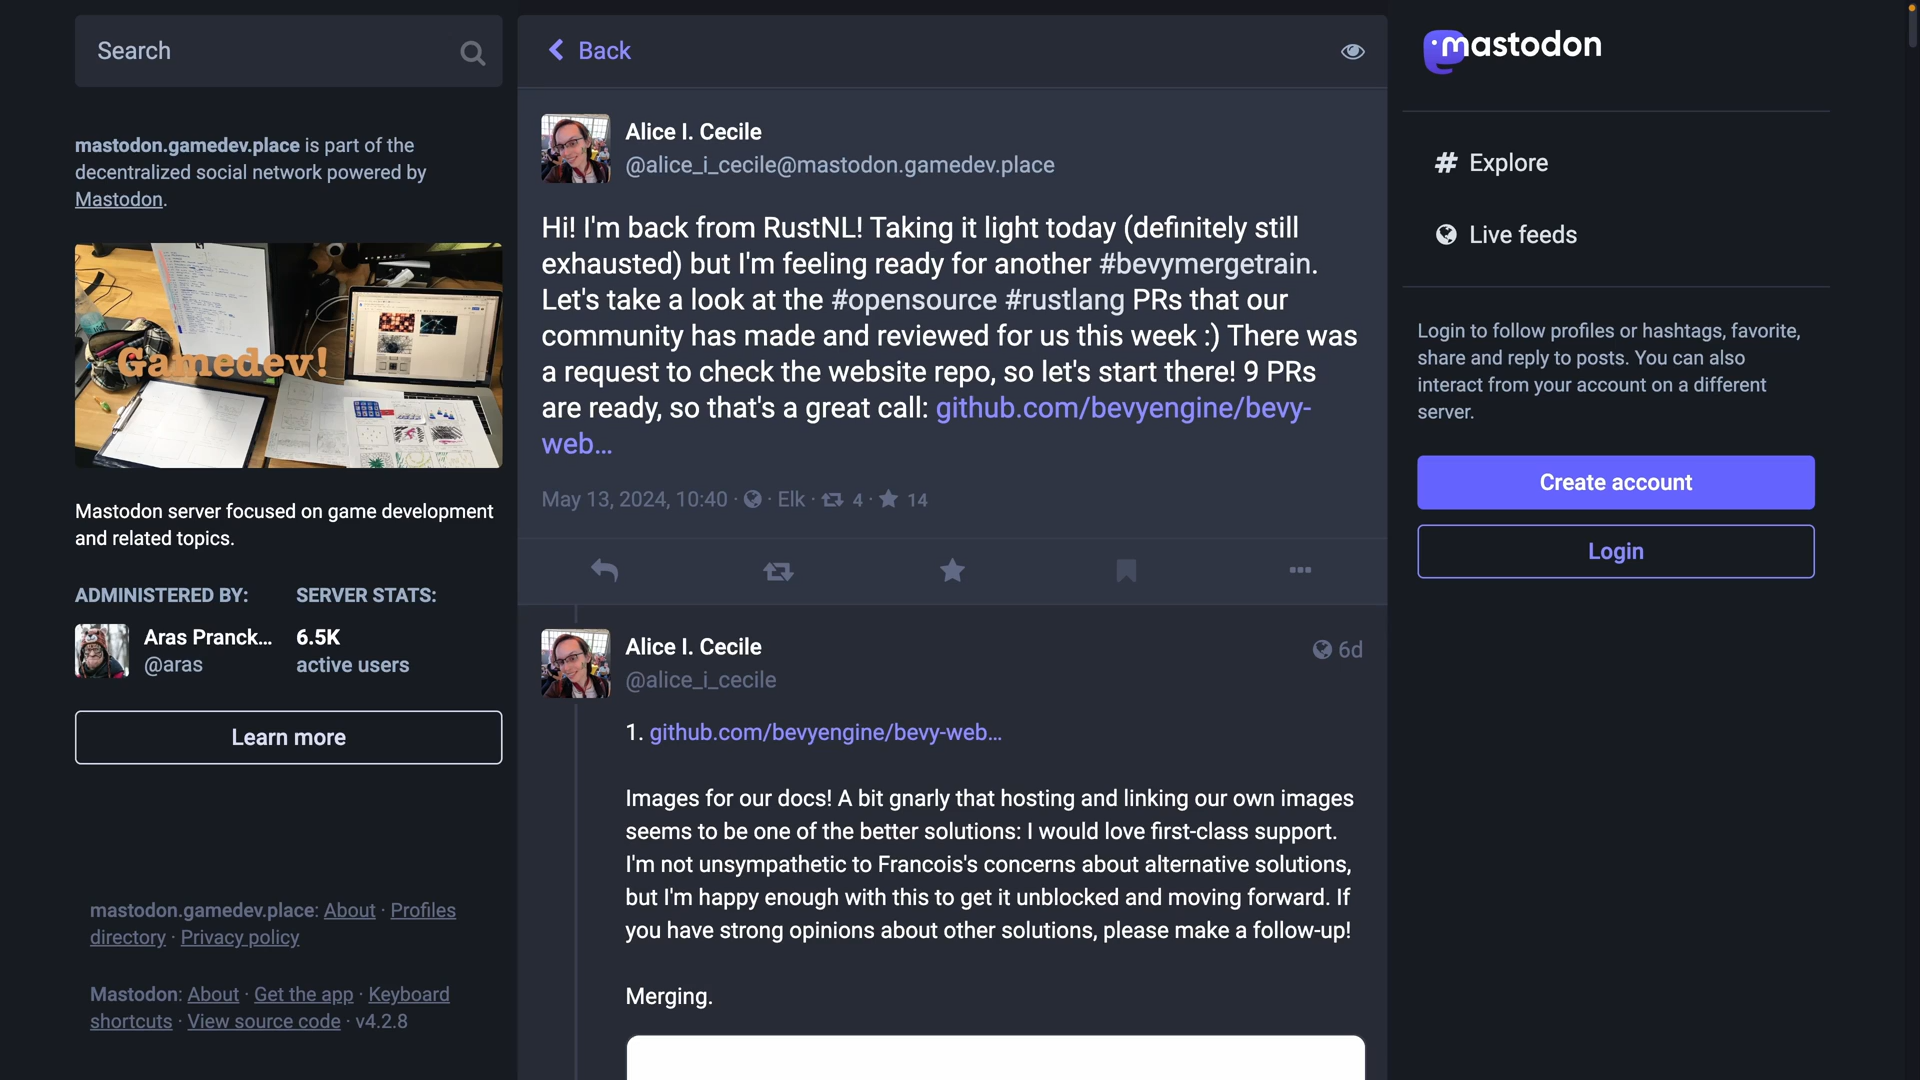 Search
mastodon.gamedev.place is part of the
decentralized social network powered by
Mastodon.
Gamedev!
Mastodon server focused on game development
and related topics.
ADMINISTERED BY:
Aras Pranck...
@aras
SERVER STATS:
6.5K
active users
Learn more
mastodon.gamedev.place: About · Profiles
directory · Privacy policy
Mastodon: About · Get the app · Keyboard
shortcuts · View source code · v4.2.8
Back
Alice I. Cecile
@alice_i_cecile@mastodon.gamedev.place
Hi! I'm back from RustNL! Taking it light today (definitely still
exhausted) but I'm feeling ready for another #bevymergetrain.
Let's take a look at the #opensource #rustlang PRs that our
community has made and reviewed for us this week :) There was
a request to check the website repo, so let's start there! 9 PRs
are ready, so that's a great call: github.com/bevyengine/bevy-
web...
May 13, 2024, 10:40 · Elk · 4 · 14
Alice I. Cecile
6d
@alice_i_cecile
1. github.com/bevyengine/bevy-web...
Images for our docs! A bit gnarly that hosting and linking our own images
seems to be one of the better solutions: I would love first-class support.
I'm not unsympathetic to Francois's concerns about alternative solutions,
but I'm happy enough with this to get it unblocked and moving forward. If
you have strong opinions about other solutions, please make a follow-up!
Merging.
mastodon
Explore
Live feeds
Login to follow profiles or hashtags, favorite,
share and reply to posts. You can also
interact from your account on a different
server.
Create account
Login